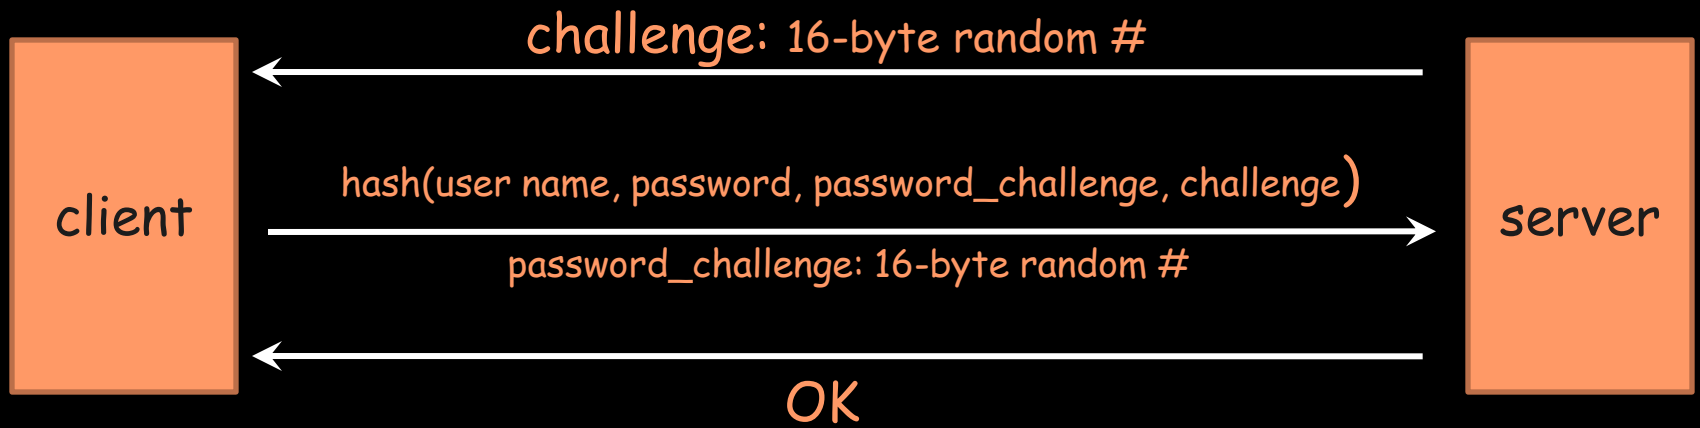 challenge: 16-byte random #
client
hash(user name, password, password_challenge, challenge)
server
password_challenge: 16-byte random #
OK